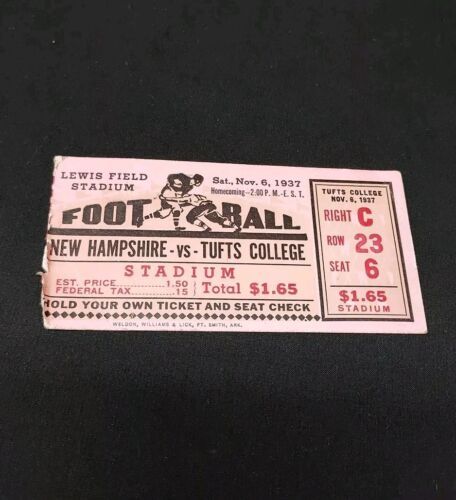 LEWIS FIELD
STADIUM
Sat., Nov. 6, 1937
Homecoming--2:00 P. M.-E. S. T.
FOOT BALL
NEW HAMPSHIRE -vs- TUFTS COLLEGE
STADIUM
EST. PRICE 1.50
FEDERAL TAX .15
Total $1.65
HOLD YOUR OWN TICKET AND SEAT CHECK
WELDON, WILLIAMS & LICK, FT. SMITH, ARK.
TUFTS COLLEGE
NOV. 6, 1937
RIGHT C
ROW 23
SEAT 6
$1.65
STADIUM